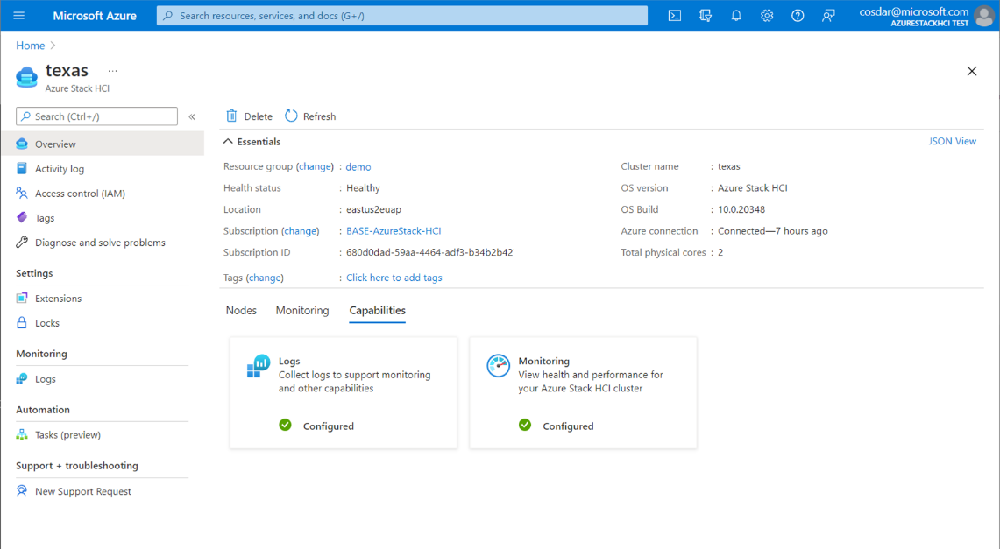 Microsoft Azure
Search resources, services, and docs (G+/)
cosdar@microsoft.com
AZURESTACKHCI TEST
Home
texas ...
Azure Stack HCI
Search (Ctrl+/)
Overview
Activity log
Access control (IAM)
Tags
Diagnose and solve problems
Settings
Extensions
Locks
Monitoring
Logs
Automation
Tasks (preview)
Support + troubleshooting
New Support Request
Delete Refresh
Essentials
JSON View
Resource group (change) : demo
Health status : Healthy
Location : eastus2euap
Subscription (change) : BASE-AzureStack-HCI
Subscription ID : 680d0dad-59aa-4464-adf3-b34b2b42
Tags (change) : Click here to add tags
Cluster name : texas
OS version : Azure Stack HCI
OS Build : 10.0.20348
Azure connection : Connected—7 hours ago
Total physical cores : 2
Nodes Monitoring Capabilities
Logs
Collect logs to support monitoring
and other capabilities
Configured
Monitoring
View health and performance for
your Azure Stack HCI cluster
Configured